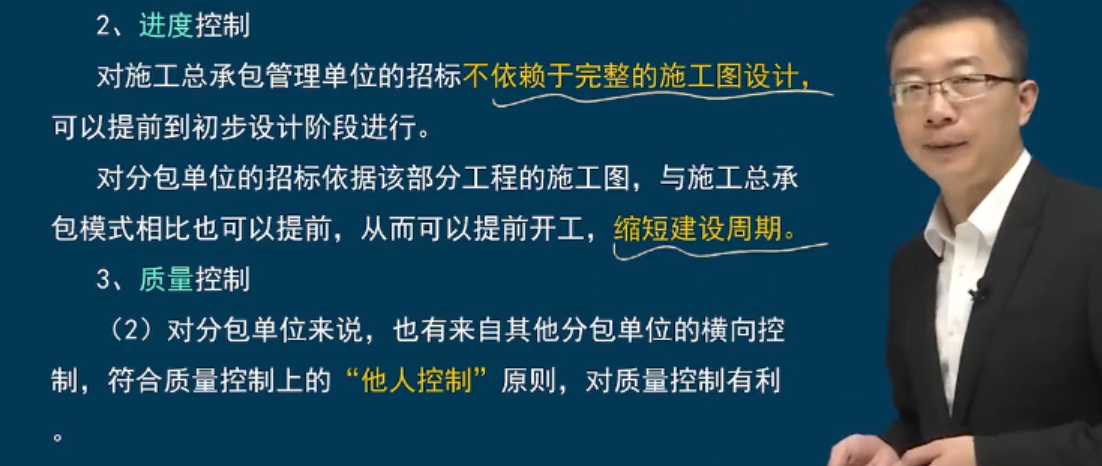 2、进度控制
对施工总承包管理单位的招标不依赖于完整的施工图设计，
可以提前到初步设计阶段进行。
对分包单位的招标依据该部分工程的施工图，与施工总承
包模式相比也可以提前，从而可以提前开工，缩短建设周期。
3、质量控制
（2）对分包单位来说，也有来自其他分包单位的横向控
制，符合质量控制上的“他人控制”原则，对质量控制有利
。